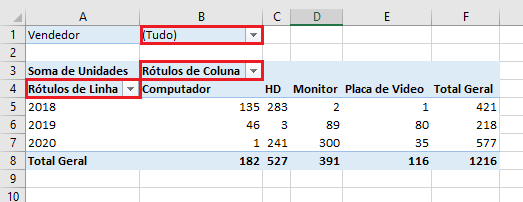 A B C D E F G
1 Vendedor (Tudo)
2
3 Soma de Unidades Rótulos de Coluna
4 Rótulos de Linha Computador HD Monitor Placa de Video Total Geral
5 2018 135 283 2 1 421
6 2019 46 3 89 80 218
7 2020 1 241 300 35 577
8 Total Geral 182 527 391 116 1216
9
10